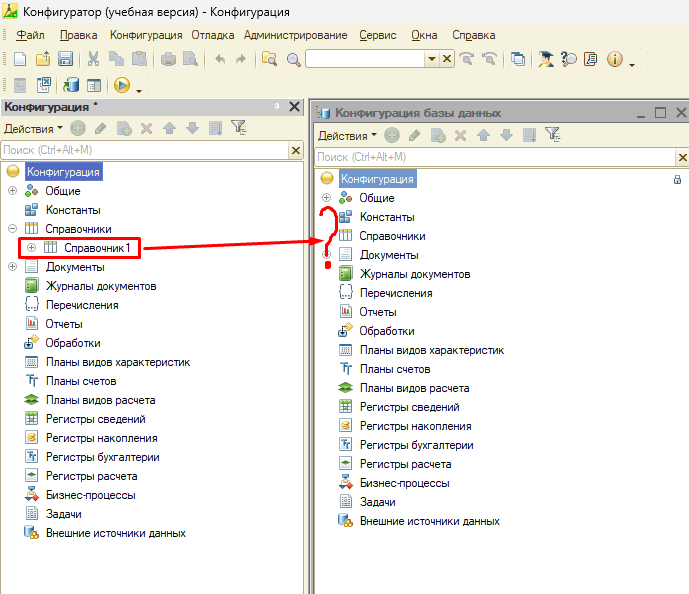 Конфигуратор (учебная версия) - Конфигурация
Файл Правка Конфигурация Отладка Администрирование Сервис Окна Справка
Конфигурация *
Действия
Поиск (Ctrl+Alt+M)
Конфигурация
Общие
Константы
Справочники
Справочник1
Документы
Журналы документов
Перечисления
Отчеты
Обработки
Планы видов характеристик
Планы счетов
Планы видов расчета
Регистры сведений
Регистры накопления
Регистры бухгалтерии
Регистры расчета
Бизнес-процессы
Задачи
Внешние источники данных
Конфигурация базы данных
Действия
Поиск (Ctrl+Alt+M)
Конфигурация
Общие
Константы
Справочники
Документы
Журналы документов
Перечисления
Отчеты
Обработки
Планы видов характеристик
Планы счетов
Планы видов расчета
Регистры сведений
Регистры накопления
Регистры бухгалтерии
Регистры расчета
Бизнес-процессы
Задачи
Внешние источники данных
?